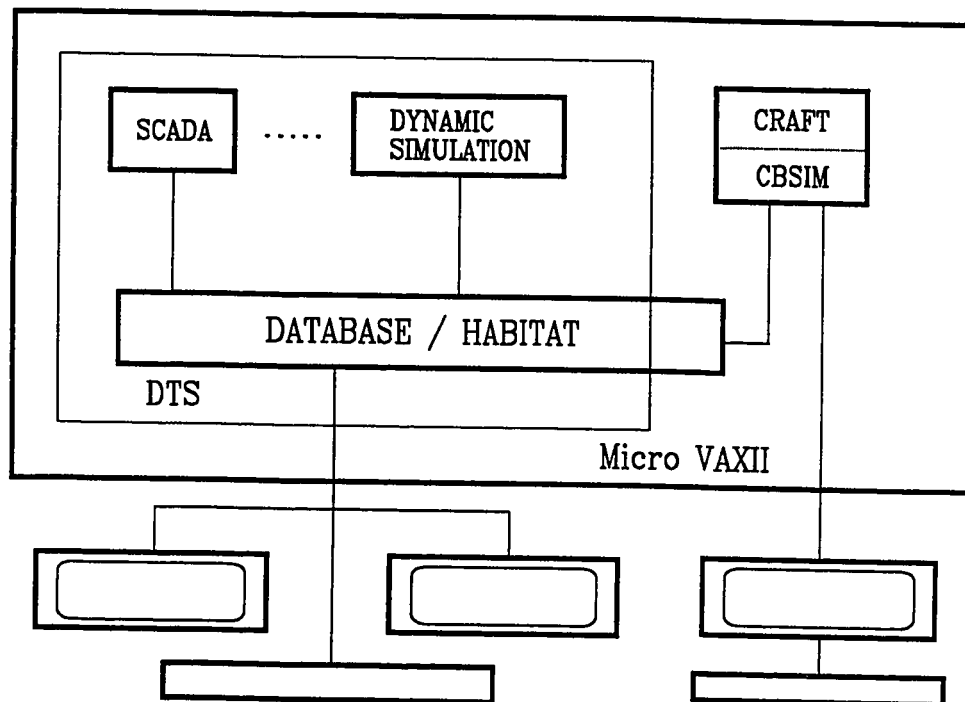 SCADA
.....
DYNAMIC
SIMULATION
CRAFT
CBSIM
DATABASE / HABITAT
DTS
Micro VAXII